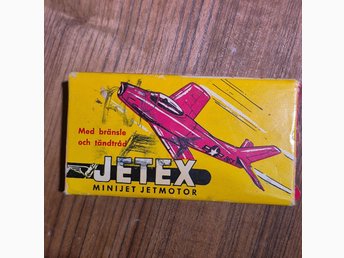 Med bränsle
och tändtråd
JETEX
MINIJET JETMOTOR